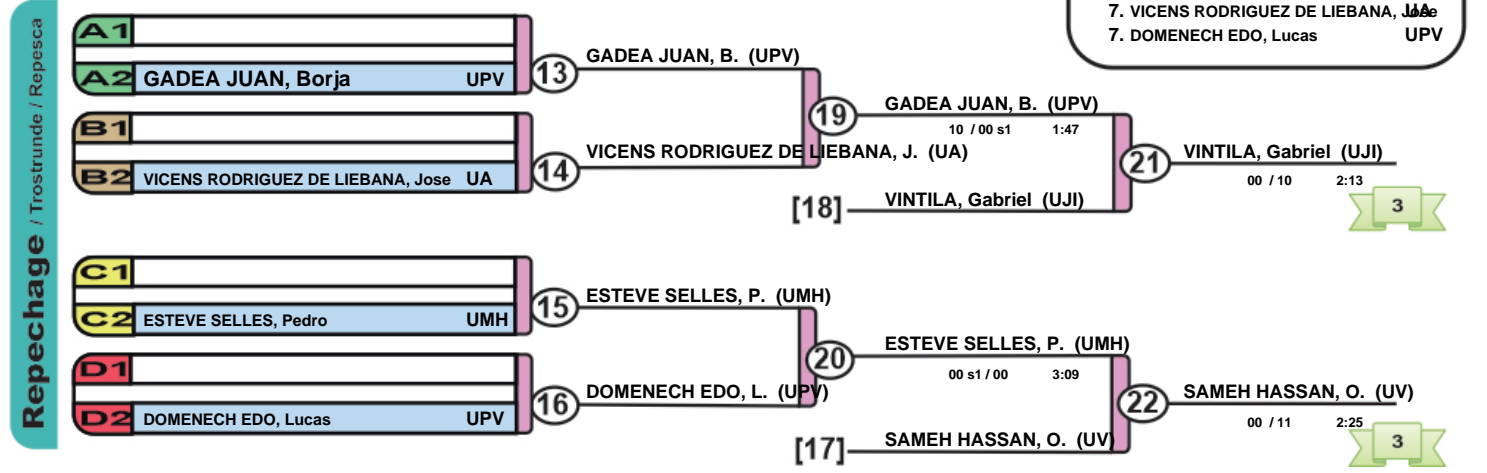 7. VICENS RODRIGUEZ DE LIEBANA, Jose UA
7. DOMENECH EDO, Lucas UPV
Repechage / Trostrunde / Repesca
A1
A2 GADEA JUAN, Borja UPV
13
GADEA JUAN, B. (UPV)
B1
B2 VICENS RODRIGUEZ DE LIEBANA, Jose UA
14
VICENS RODRIGUEZ DE LIEBANA, J. (UA)
19
GADEA JUAN, B. (UPV)
10 / 00 s1 1:47
[18] VINTILA, Gabriel (UJI)
21
VINTILA, Gabriel (UJI)
00 / 10 2:13
3
C1
C2 ESTEVE SELLES, Pedro UMH
15
ESTEVE SELLES, P. (UMH)
D1
D2 DOMENECH EDO, Lucas UPV
16
DOMENECH EDO, L. (UPV)
20
ESTEVE SELLES, P. (UMH)
00 s1 / 00 3:09
[17] SAMEH HASSAN, O. (UV)
22
SAMEH HASSAN, O. (UV)
00 / 11 2:25
3